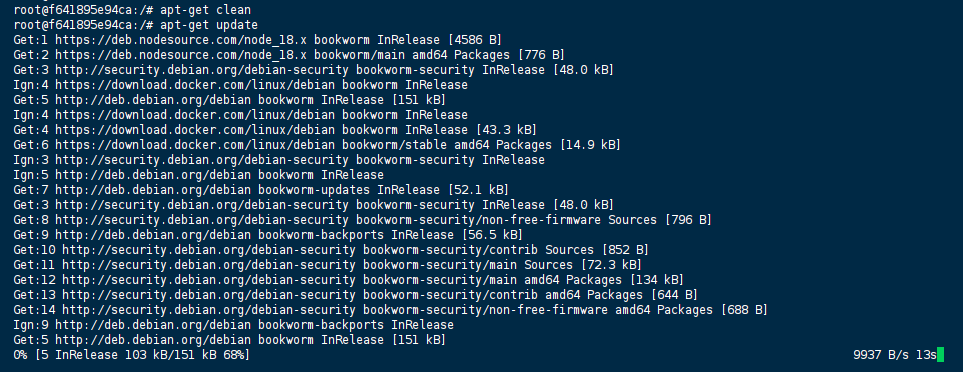 root@f641895e94ca:/# apt-get clean
root@f641895e94ca:/# apt-get update
Get:1 https://deb.nodesource.com/node_18.x bookworm InRelease [4586 B]
Get:2 https://deb.nodesource.com/node_18.x bookworm/main amd64 Packages [776 B]
Get:3 http://security.debian.org/debian-security bookworm-security InRelease [48.0 kB]
Ign:4 https://download.docker.com/linux/debian bookworm InRelease
Get:5 http://deb.debian.org/debian bookworm InRelease [151 kB]
Ign:4 https://download.docker.com/linux/debian bookworm InRelease
Get:4 https://download.docker.com/linux/debian bookworm InRelease [43.3 kB]
Get:6 https://download.docker.com/linux/debian bookworm/stable amd64 Packages [14.9 kB]
Ign:3 http://security.debian.org/debian-security bookworm-security InRelease
Ign:5 http://deb.debian.org/debian bookworm InRelease
Get:7 http://deb.debian.org/debian bookworm-updates InRelease [52.1 kB]
Get:3 http://security.debian.org/debian-security bookworm-security InRelease [48.0 kB]
Get:8 http://security.debian.org/debian-security bookworm-security/non-free-firmware Sources [796 B]
Get:9 http://deb.debian.org/debian bookworm-backports InRelease [56.5 kB]
Get:10 http://security.debian.org/debian-security bookworm-security/contrib Sources [852 B]
Get:11 http://security.debian.org/debian-security bookworm-security/main Sources [72.3 kB]
Get:12 http://security.debian.org/debian-security bookworm-security/main amd64 Packages [134 kB]
Get:13 http://security.debian.org/debian-security bookworm-security/contrib amd64 Packages [644 B]
Get:14 http://security.debian.org/debian-security bookworm-security/non-free-firmware amd64 Packages [688 B]
Ign:9 http://deb.debian.org/debian bookworm-backports InRelease
Get:5 http://deb.debian.org/debian bookworm InRelease [151 kB]
0% [5 InRelease 103 kB/151 kB 68%] 9937 B/s 13s